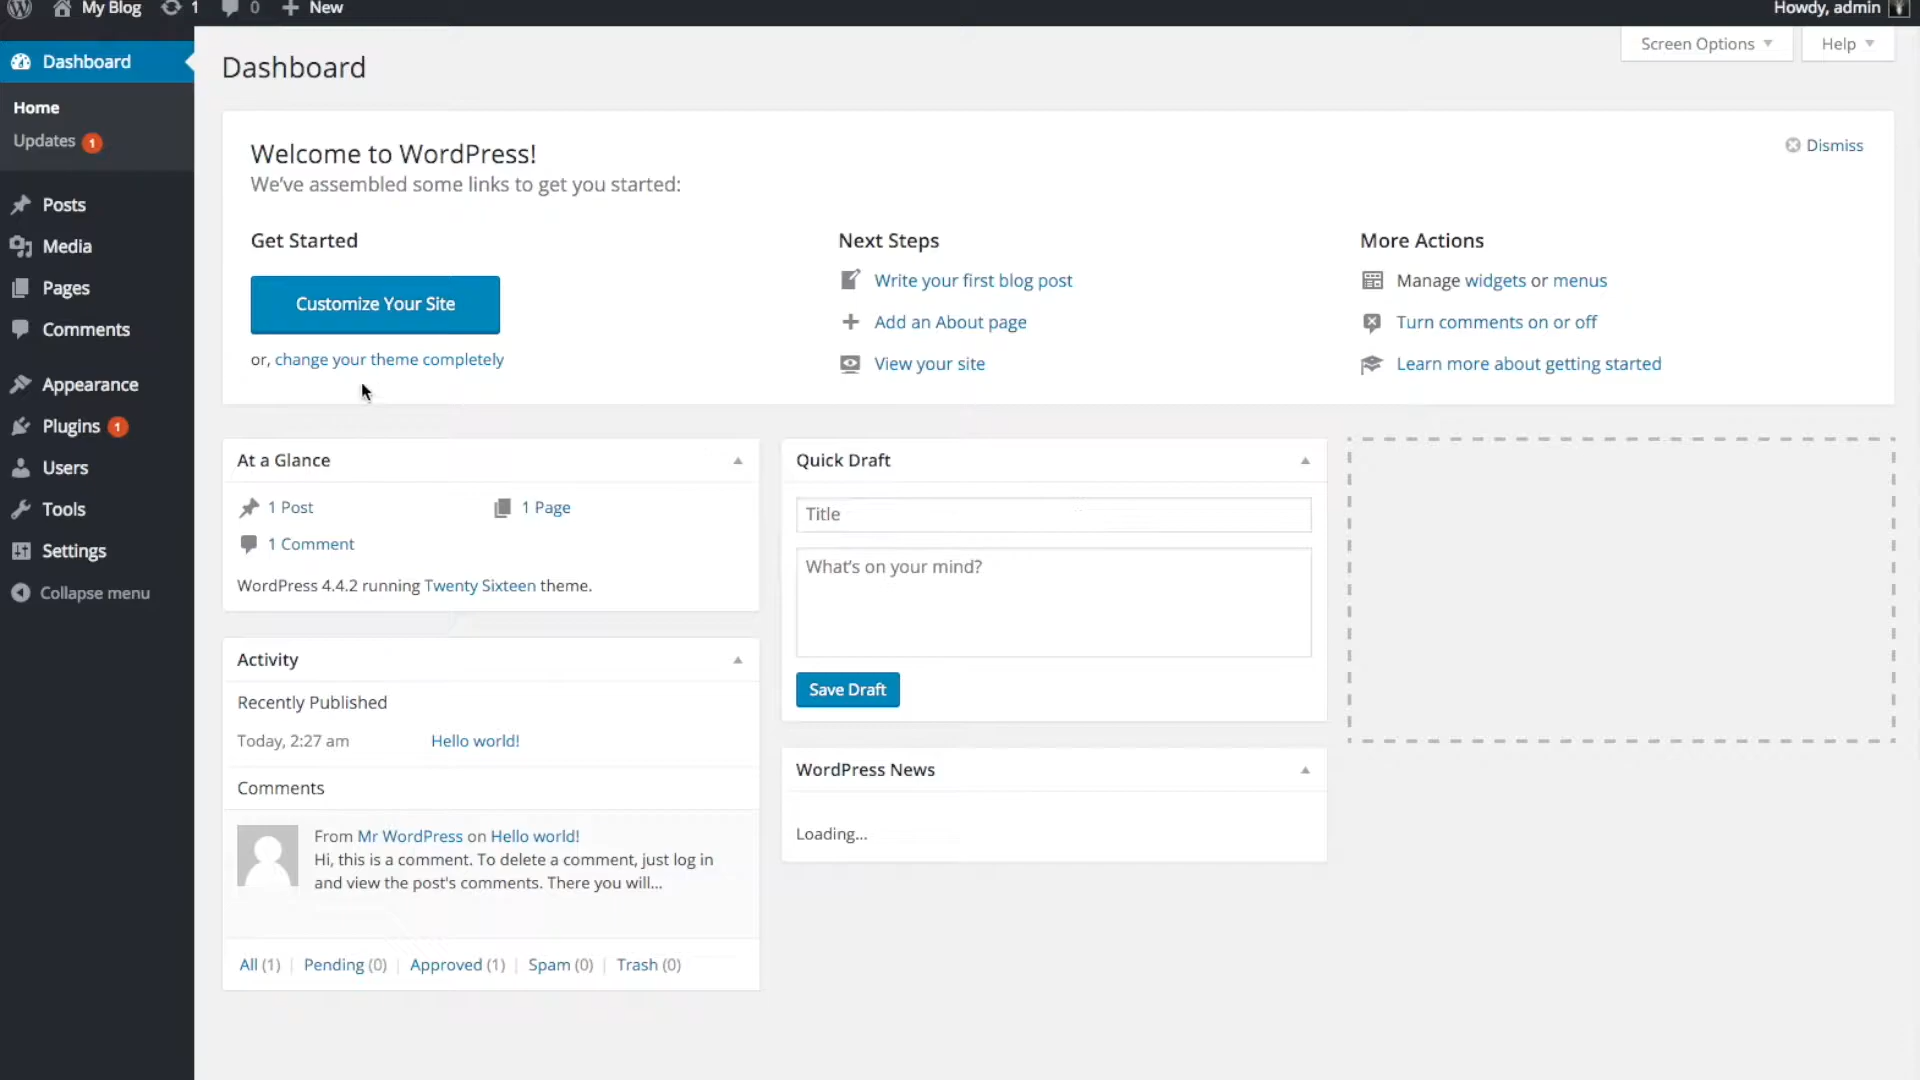 My Blog 1 0 New Howdy, admin
Screen Options Help
Dashboard
Home
Updates 1
Posts
Media
Pages
Comments
Appearance
Plugins 1
Users
Tools
Settings
Collapse menu
Dashboard
Welcome to WordPress!
Dismiss
We've assembled some links to get you started:
Get Started
Customize Your Site
or, change your theme completely
Next Steps
Write your first blog post
Add an About page
View your site
More Actions
Manage widgets or menus
Turn comments on or off
Learn more about getting started
At a Glance
1 Post 1 Page
1 Comment
WordPress 4.4.2 running Twenty Sixteen theme.
Activity
Recently Published
Today, 2:27 am Hello world!
Comments
From Mr WordPress on Hello world!
Hi, this is a comment. To delete a comment, just log in
and view the post's comments. There you will...
All (1) | Pending (0) | Approved (1) | Spam (0) | Trash (0)
Quick Draft
Title
What's on your mind?
Save Draft
WordPress News
Loading...